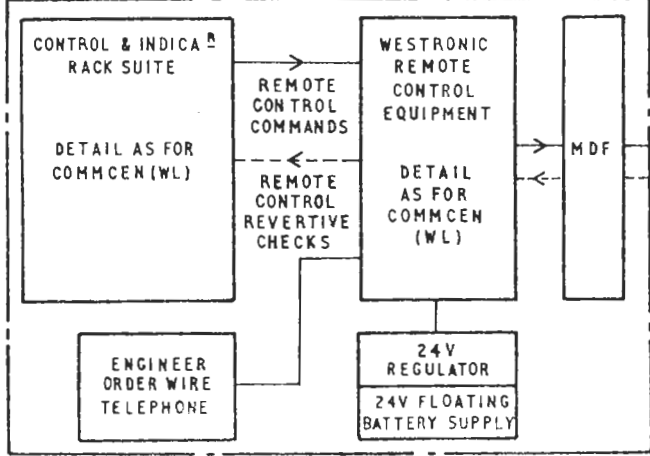 CONTROL & INDICAᴿ
RACK SUITE
DETAIL AS FOR
COMMCEN (WL)
REMOTE
CONTROL
COMMANDS
REMOTE
CONTROL
REVERTIVE
CHECKS
WESTRONIC
REMOTE
CONTROL
EQUIPMENT
DETAIL
AS FOR
COMMCEN
(WL)
MDF
ENGINEER
ORDER WIRE
TELEPHONE
24V
REGULATOR
24V FLOATING
BATTERY SUPPLY